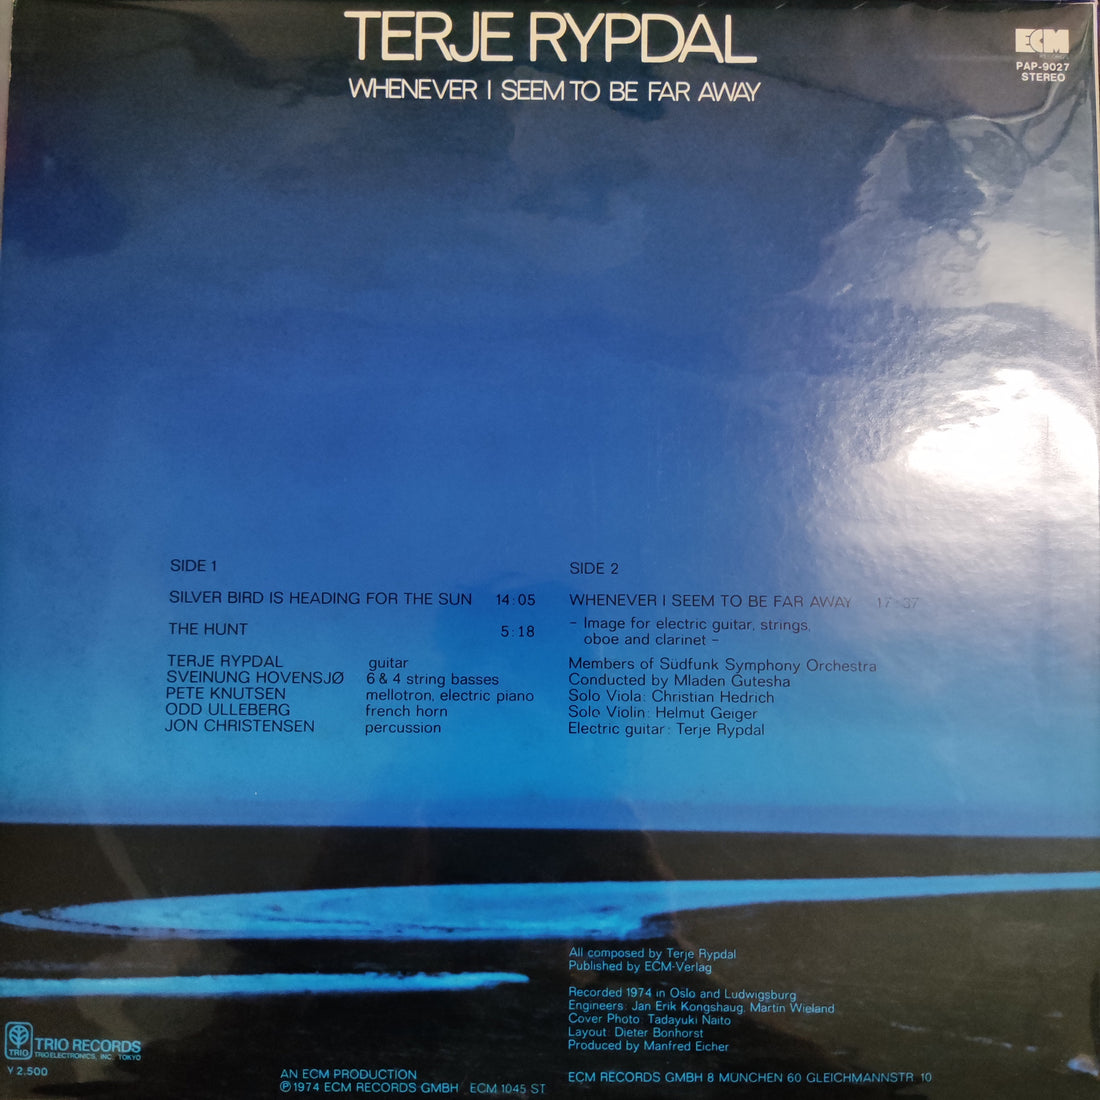 TERJE RYPDAL
WHENEVER I SEEM TO BE FAR AWAY
ECM
PAP-9027
STEREO
SIDE 1
SILVER BIRD IS HEADING FOR THE SUN 14:05
THE HUNT 5:18
TERJE RYPDAL guitar
SVEINUNG HOVENSJØ 6 & 4 string basses
PETE KNUTSEN mellotron, electric piano
ODD ULLEBERG french horn
JON CHRISTENSEN percussion
SIDE 2
WHENEVER I SEEM TO BE FAR AWAY 17:37
- Image for electric guitar, strings,
oboe and clarinet -
Members of Südfunk Symphony Orchestra
Conducted by Mladen Gutesha
Solo Viola: Christian Hedrich
Solo Violin: Helmut Geiger
Electric guitar: Terje Rypdal
All composed by Terje Rypdal
Published by ECM-Verlag
Recorded 1974 in Oslo and Ludwigsburg
Engineers: Jan Erik Kongshaug, Martin Wieland
Cover Photo: Tadayuki Naito
Layout: Dieter Bonhorst
Produced by Manfred Eicher
TRIO
TRIO RECORDS
TRIO ELECTRONICS, INC. TOKYO
Y 2.500
AN ECM PRODUCTION
℗ 1974 ECM RECORDS GMBH ECM 1045 ST
ECM RECORDS GMBH 8 MÜNCHEN 60 GLEICHMANNSTR. 10